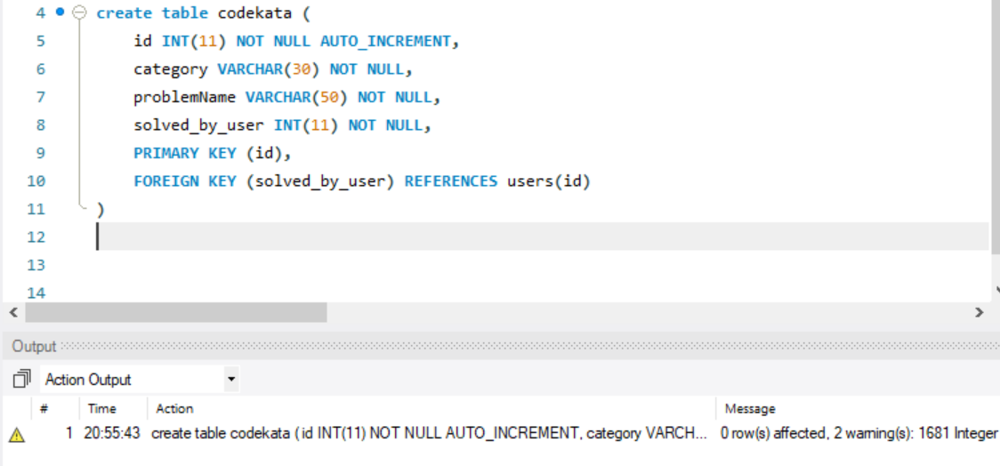 4 create table codekata (
5 id INT(11) NOT NULL AUTO_INCREMENT,
6 category VARCHAR(30) NOT NULL,
7 problemName VARCHAR(50) NOT NULL,
8 solved_by_user INT(11) NOT NULL,
9 PRIMARY KEY (id),
10 FOREIGN KEY (solved_by_user) REFERENCES users(id)
11 )
12
13
14
Output
Action Output
# Time Action Message
1 20:55:43 create table codekata ( id INT(11) NOT NULL AUTO_INCREMENT, category VARCH... 0 row(s) affected, 2 warning(s): 1681 Integer